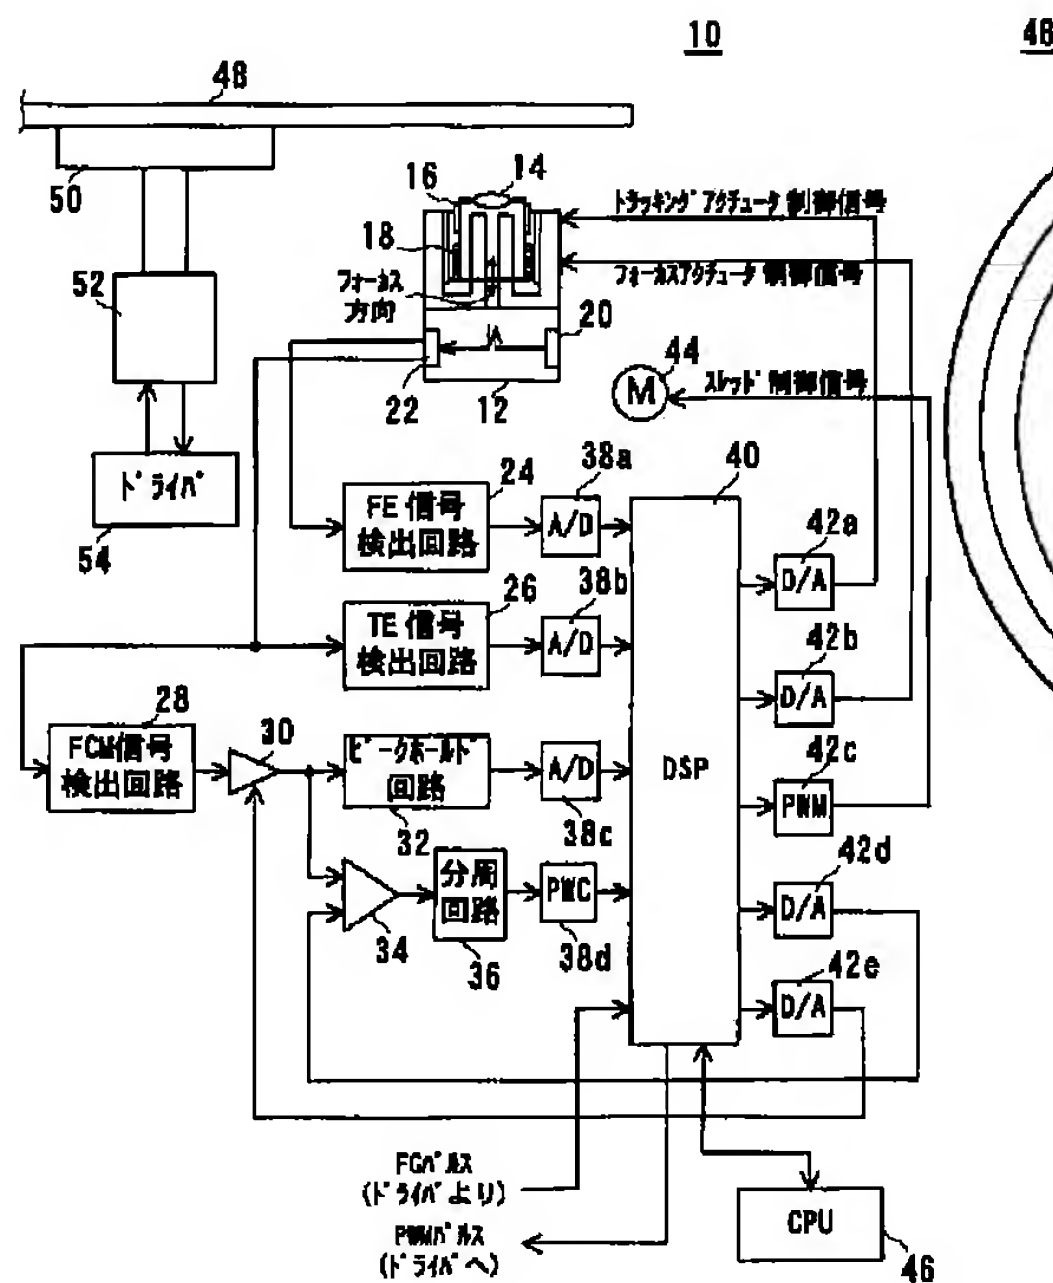 10
48
48
50
14
16
18
フォーカス
方向
トラッキングアクチュータ制御信号
フォーカスアクチュータ制御信号
20
52
22
12
44
M
スレッド制御信号
ドライバ
54
FE信号
検出回路
24
38a
A/D
40
42a
D/A
TE信号
検出回路
26
38b
A/D
42b
D/A
28
FCM信号
検出回路
30
ピークホールド
回路
32
A/D
38c
DSP
42c
PWM
34
分周
回路
36
PWC
38d
42d
D/A
42e
D/A
FGパルス
(ドライバより)
PWMパルス
(ドライバへ)
CPU
46